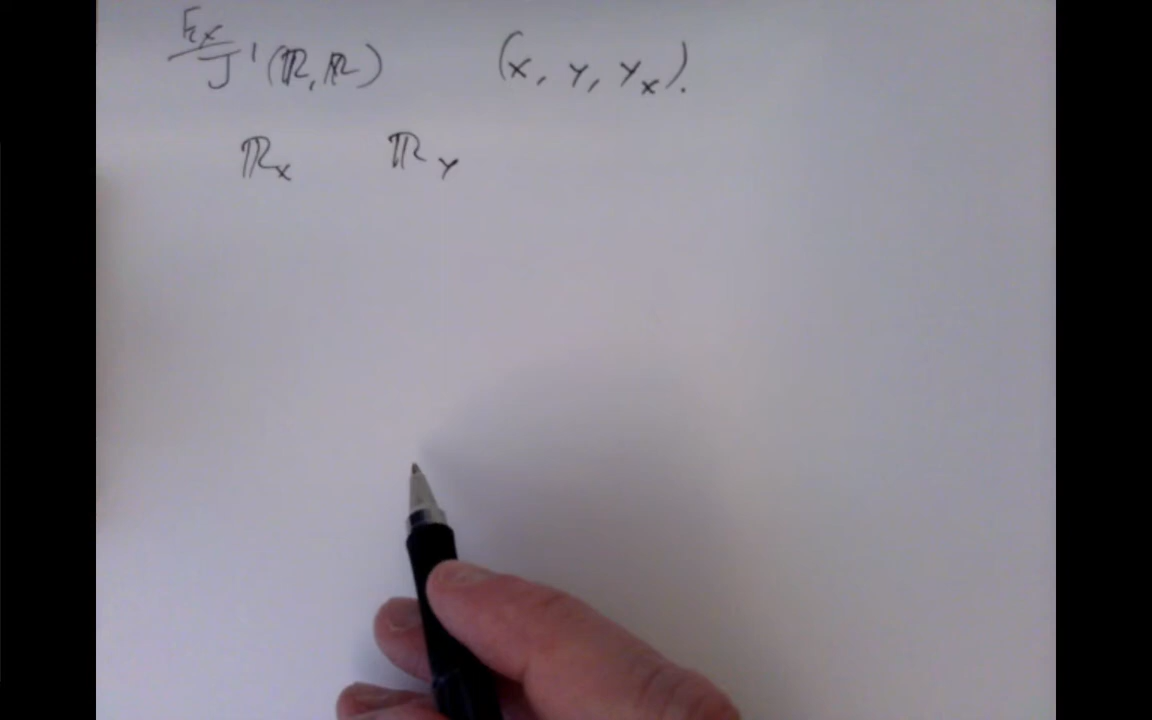 Ex
J¹(ℝ,ℝ) (x, y, yₓ).
ℝₓ ℝᵧ